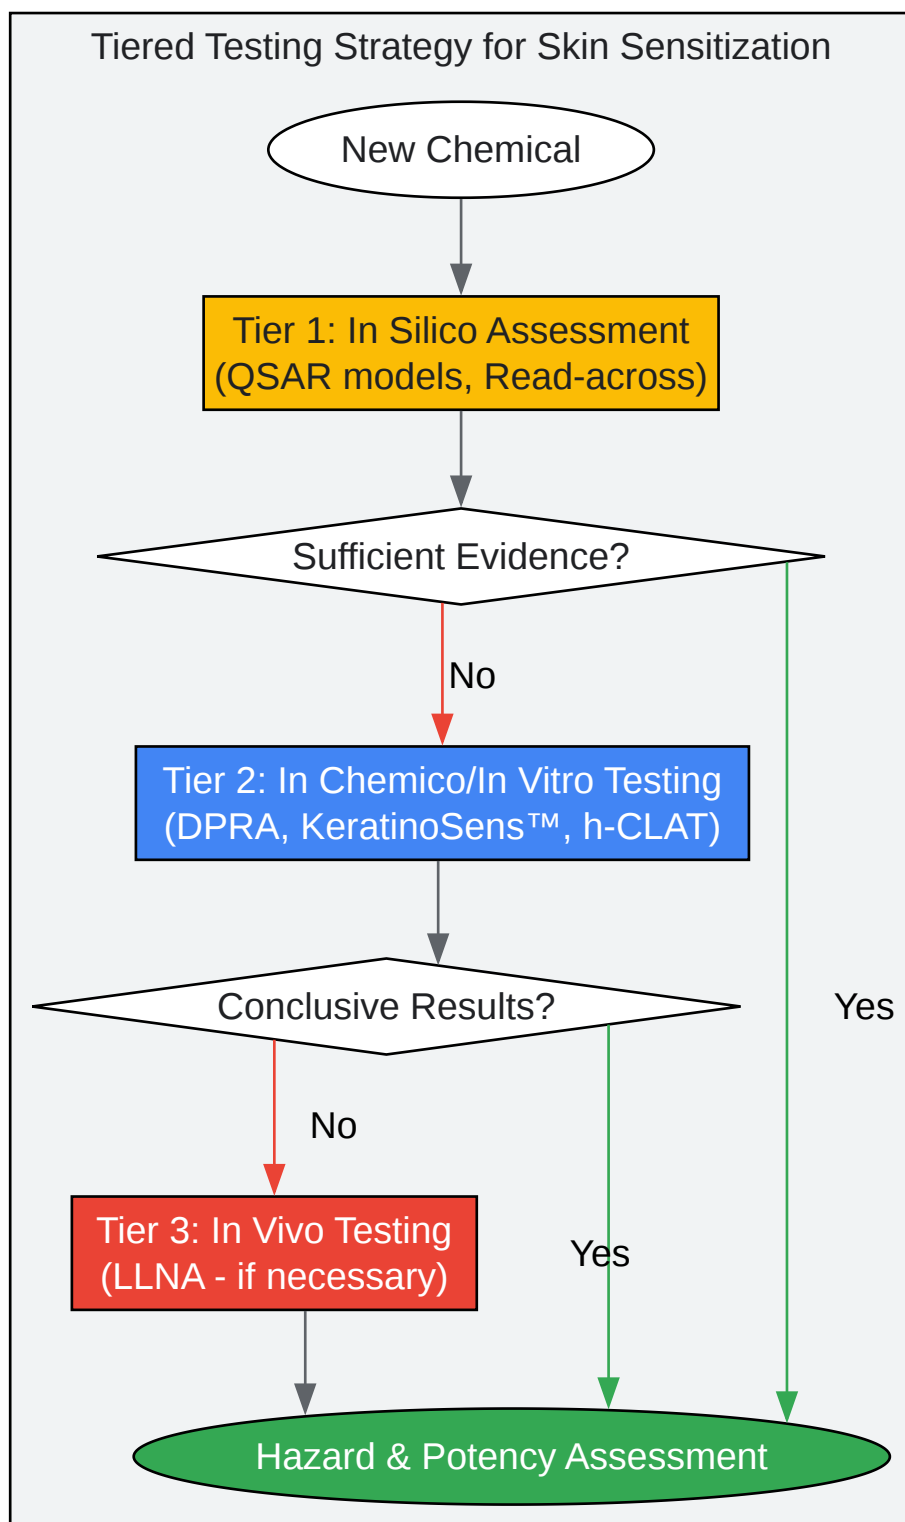 Tiered Testing Strategy for Skin Sensitization
New Chemical
Tier 1: In Silico Assessment
(QSAR models, Read-across)
Sufficient Evidence?
No
Tier 2: In Chemico/In Vitro Testing
(DPRA, KeratinoSens™, h-CLAT)
Conclusive Results?
Yes
No
Tier 3: In Vivo Testing
(LLNA - if necessary)
Yes
Hazard & Potency Assessment